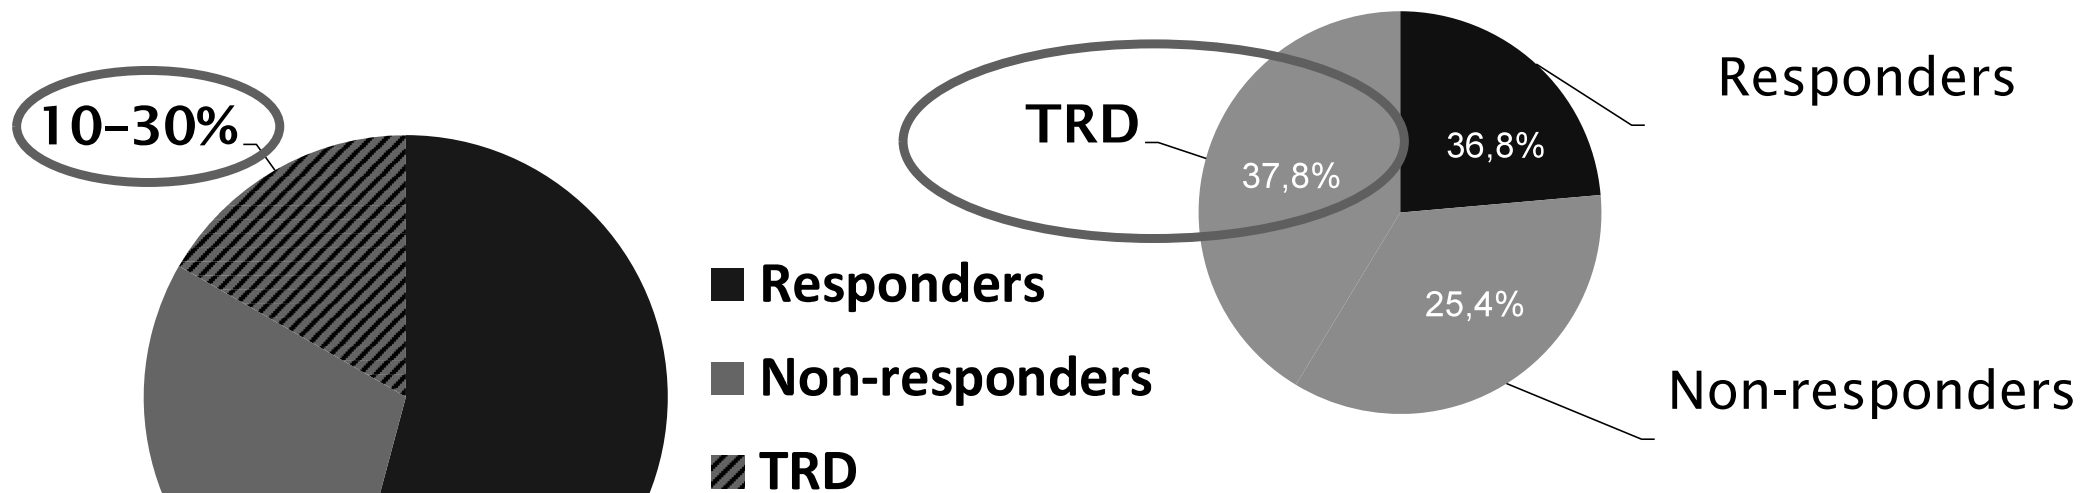 10–30%
Responders
Non-responders
TRD
TRD
37,8%
36,8%
25,4%
Responders
Non-responders